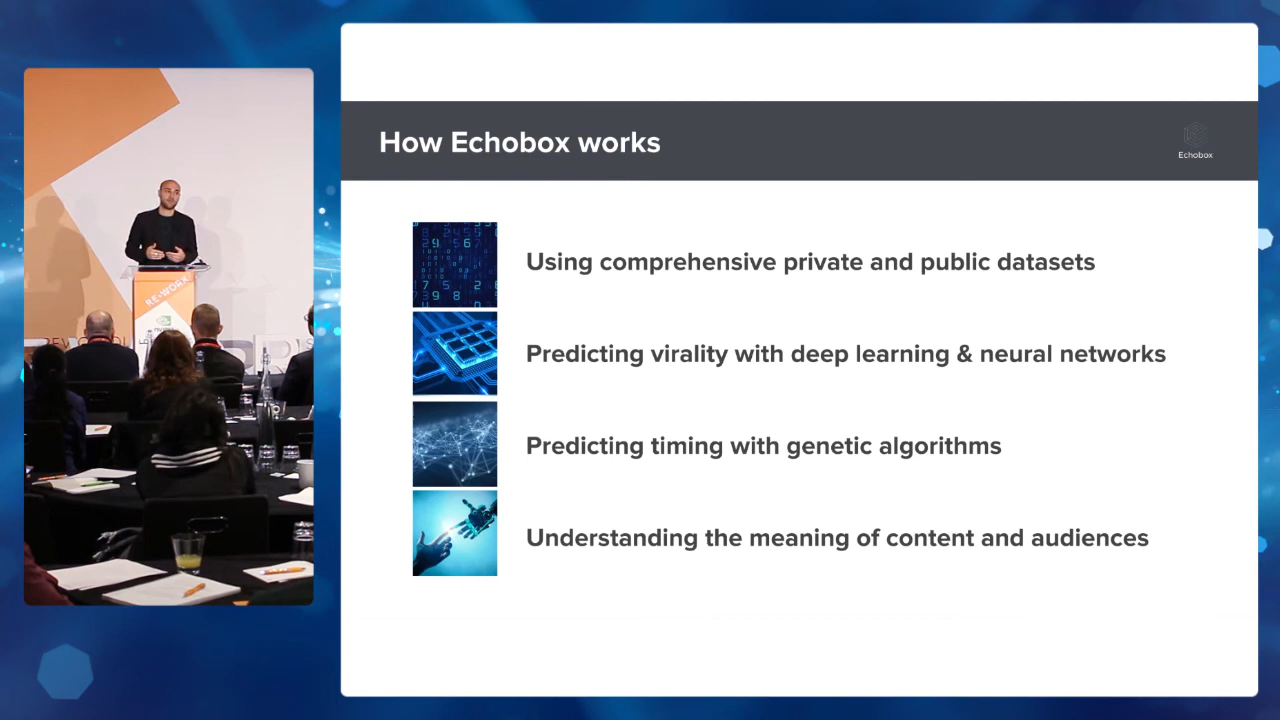 How Echobox works
Echobox
Using comprehensive private and public datasets
Predicting virality with deep learning & neural networks
Predicting timing with genetic algorithms
Understanding the meaning of content and audiences
RE•WORK